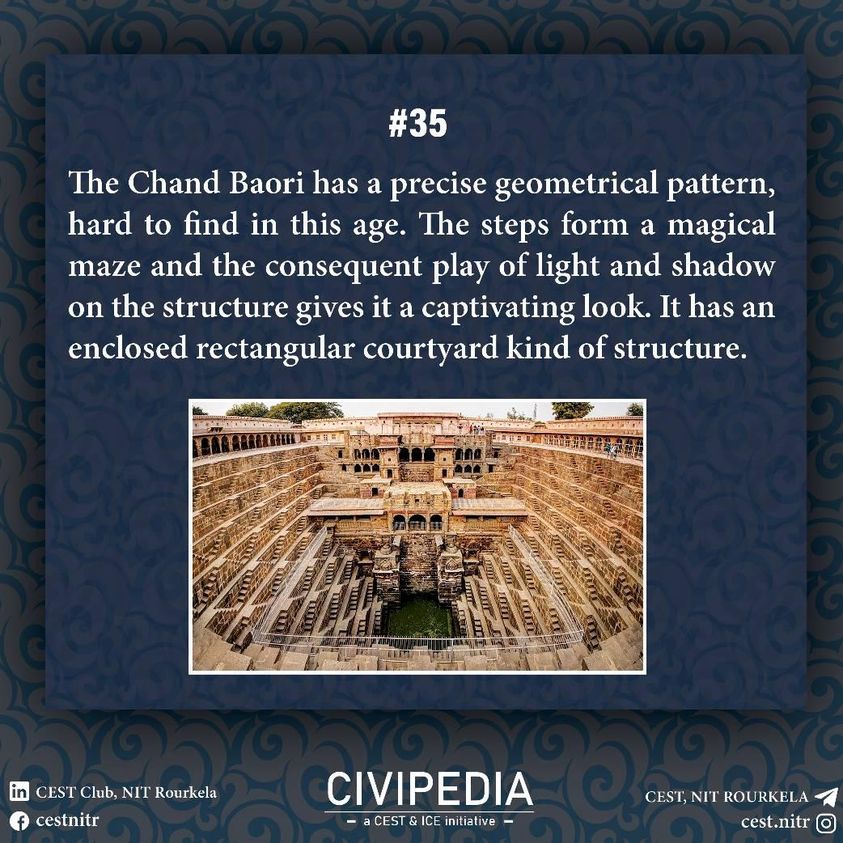 #35
The Chand Baori has a precise geometrical pattern,
hard to find in this age. The steps form a magical
maze and the consequent play of light and shadow
on the structure gives it a captivating look. It has an
enclosed rectangular courtyard kind of structure.
in CEST Club, NIT Rourkela
cestnitr
CIVIPEDIA
– a CEST & ICE initiative –
CEST, NIT ROURKELA
cest.nitr